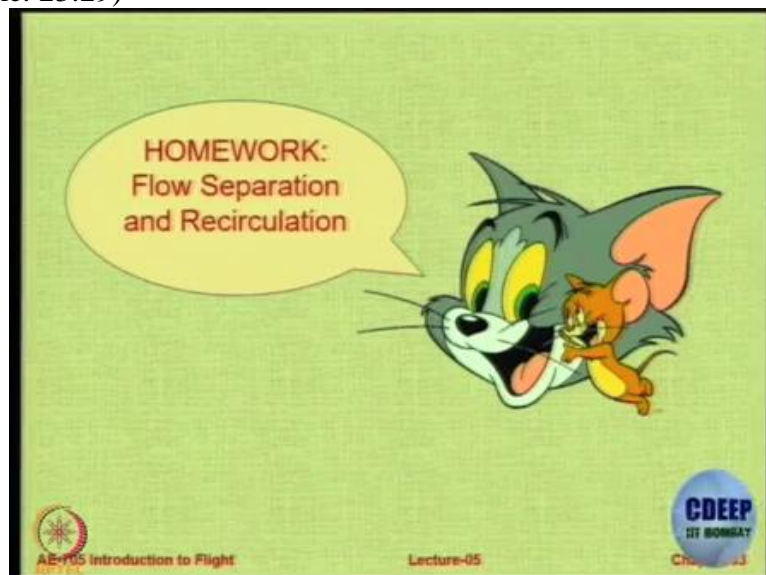 HOMEWORK:
Flow Separation
and Recirculation
CDEEP
IIT BOMBAY
Introduction to Flight
Lecture-05